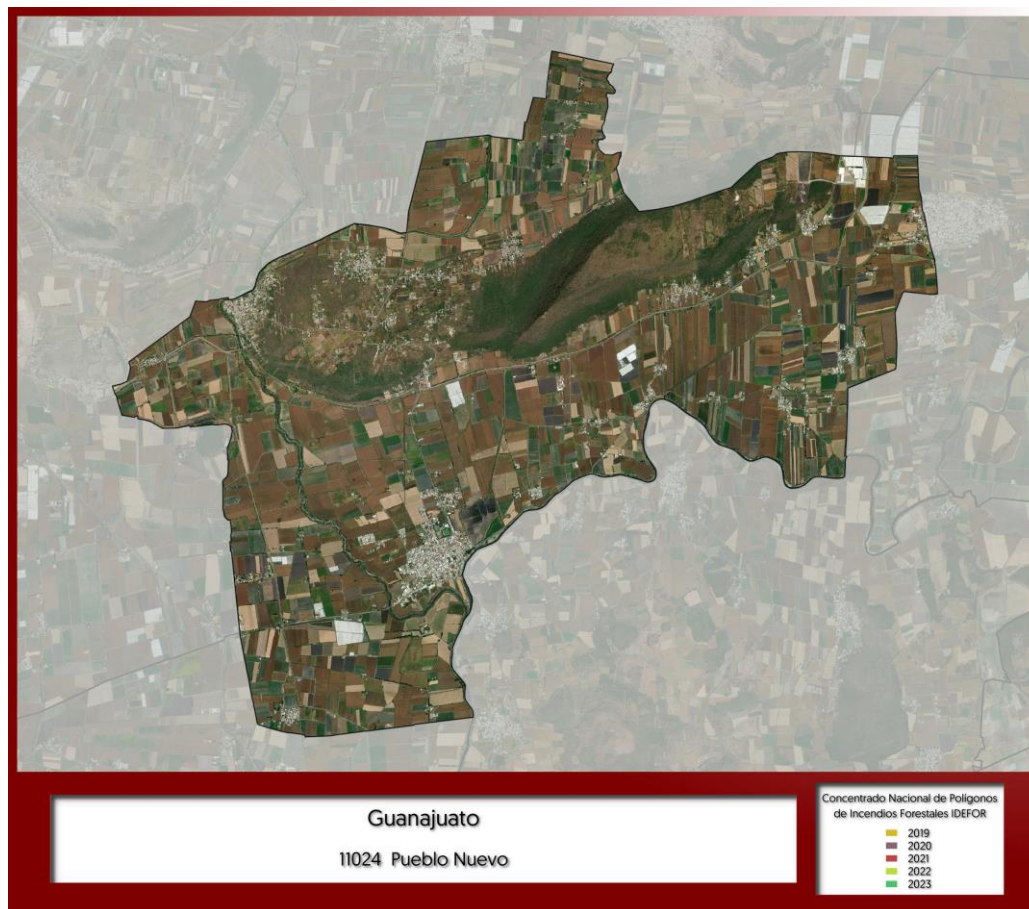 Guanajuato
11024 Pueblo Nuevo
Concentrado Nacional de Polígonos
de Incendios Forestales IDEFOR
2019
2020
2021
2022
2023